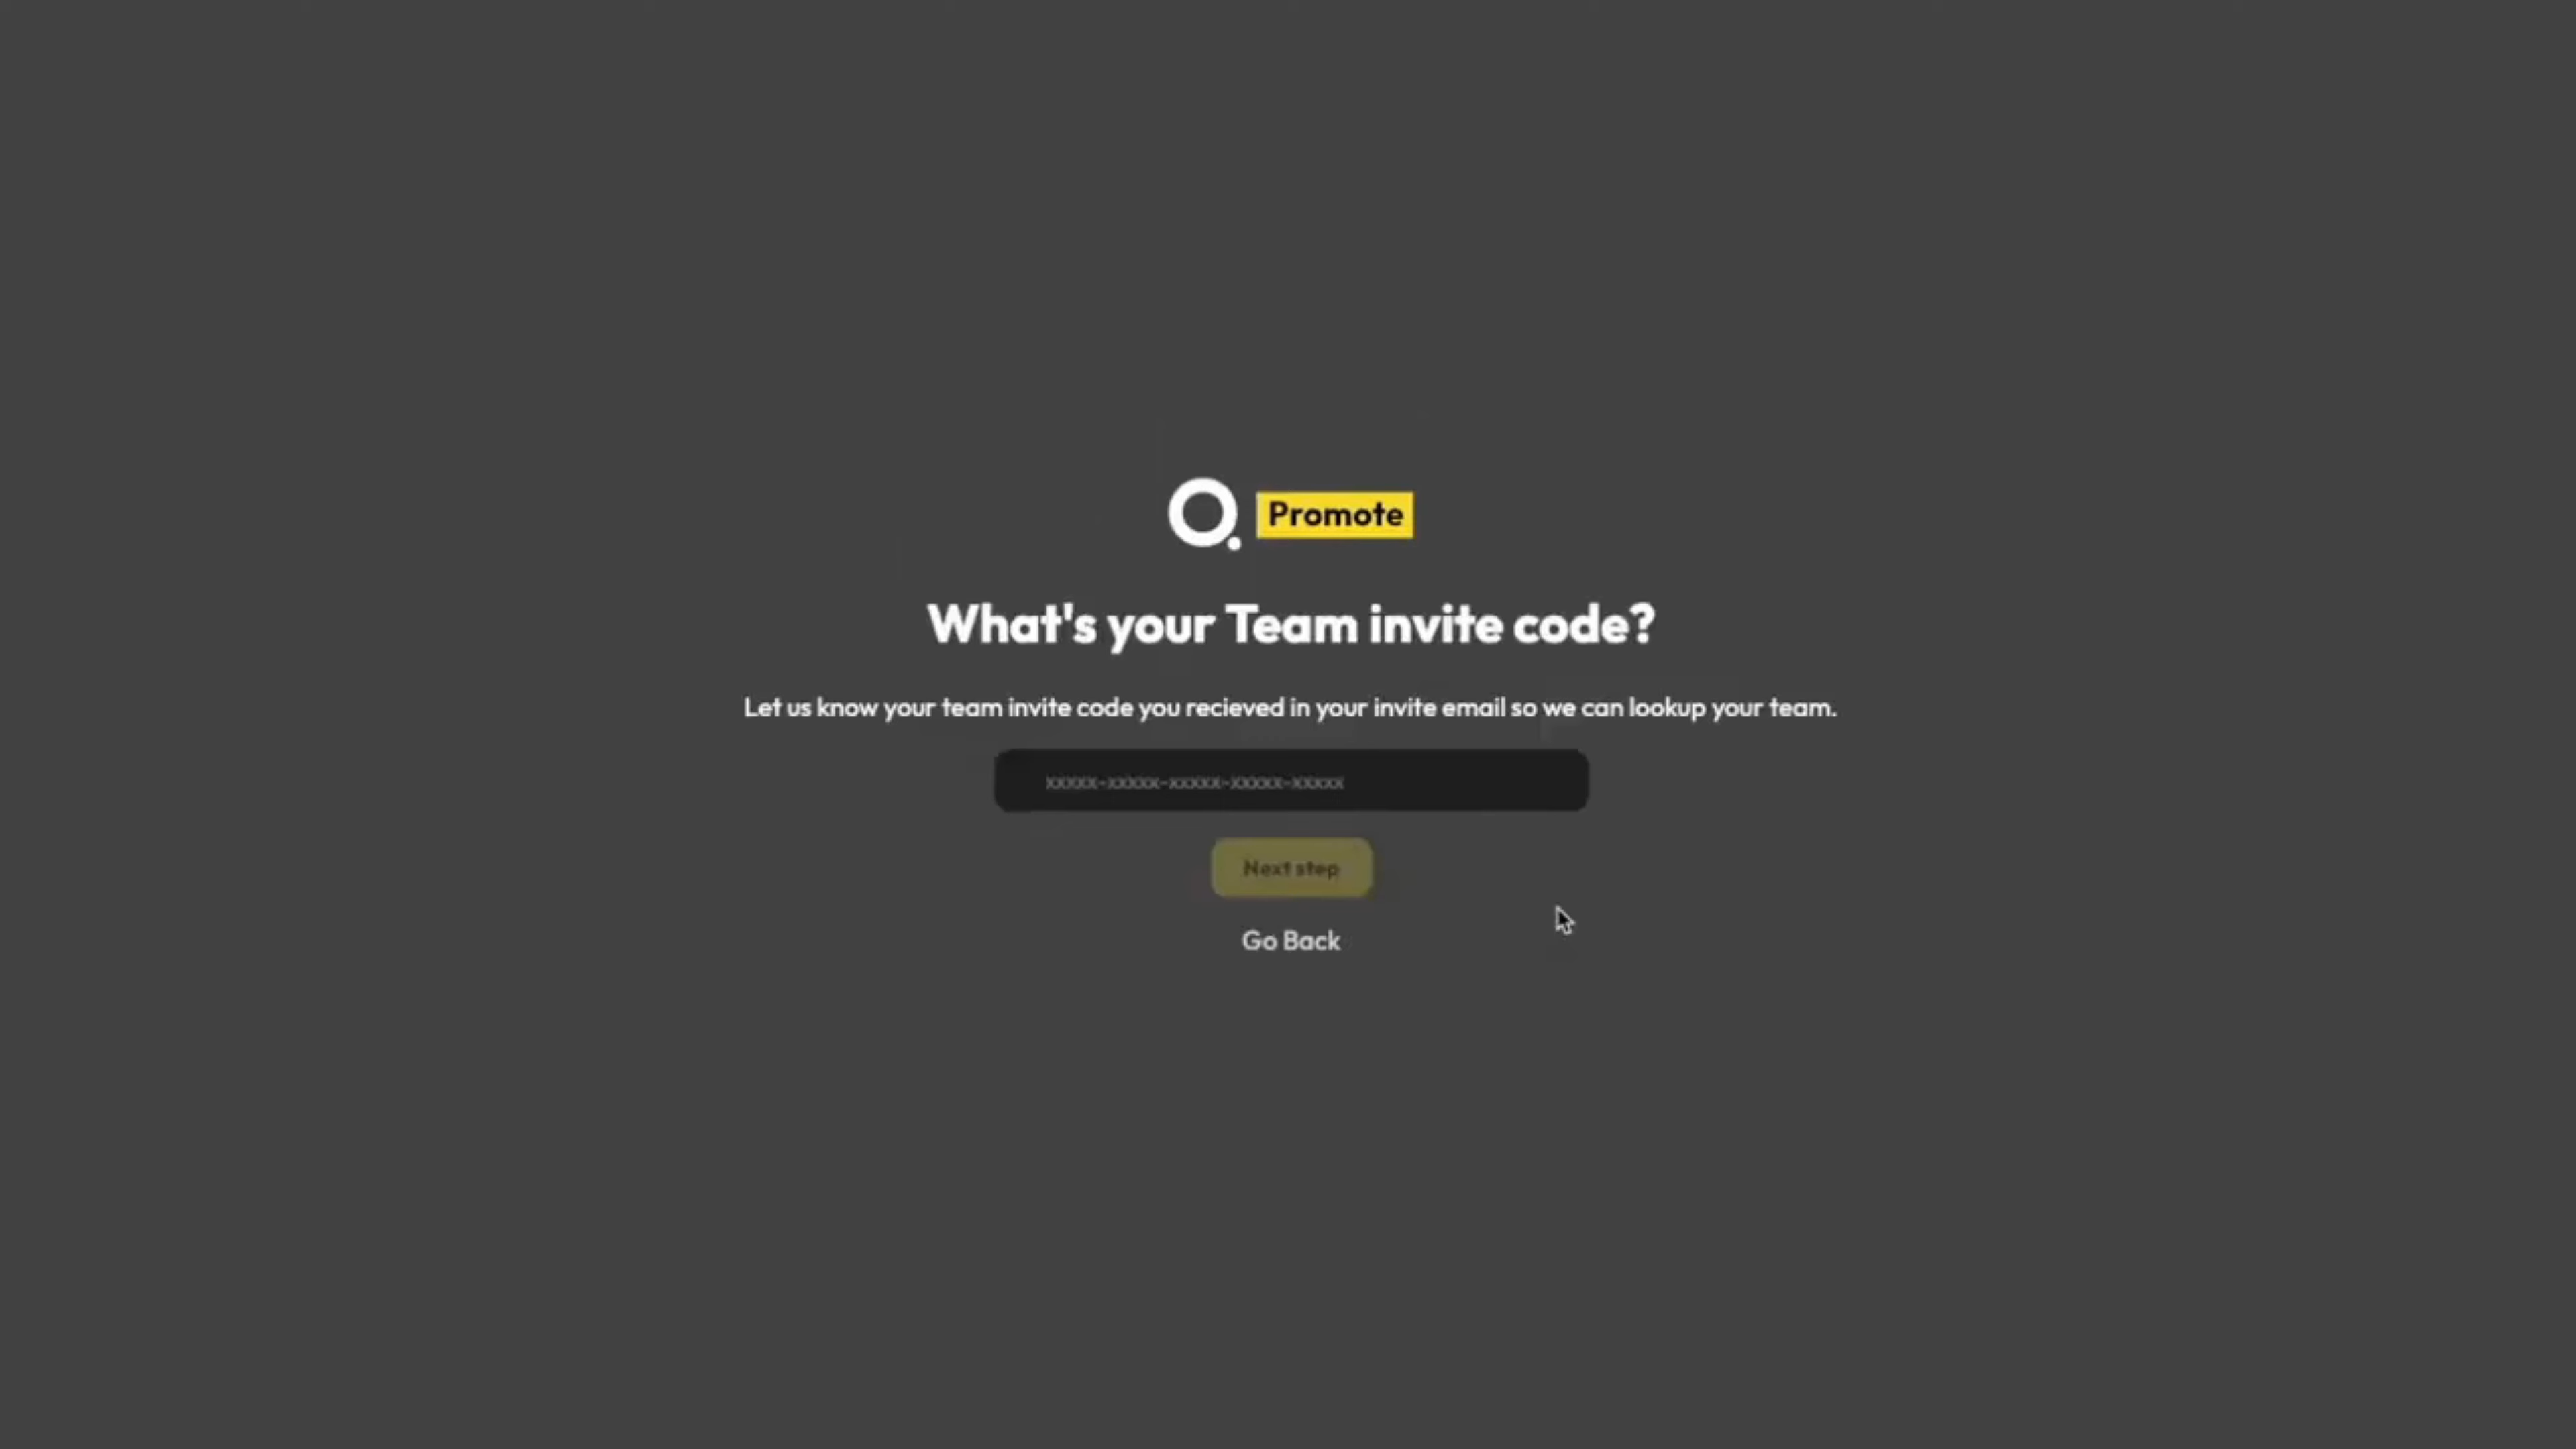 Promote
What's your Team invite code?
Let us know your team invite code you recieved in your invite email so we can lookup your team.
xxxxx-xxxxx-xxxxx-xxxxx-xxxxx
Next step
Go Back